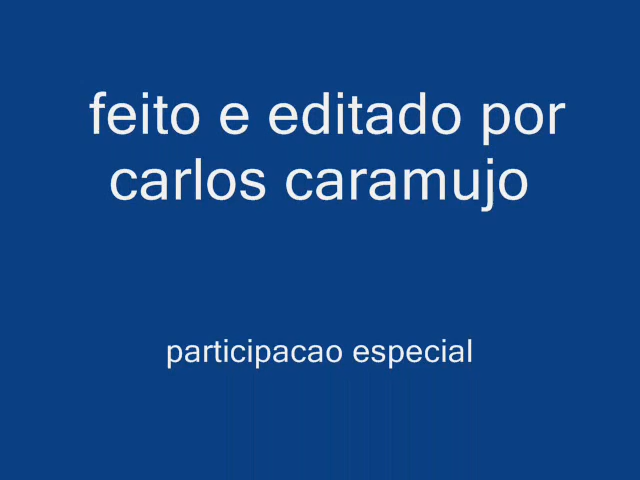 feito e editado por
carlos caramujo
participacao especial